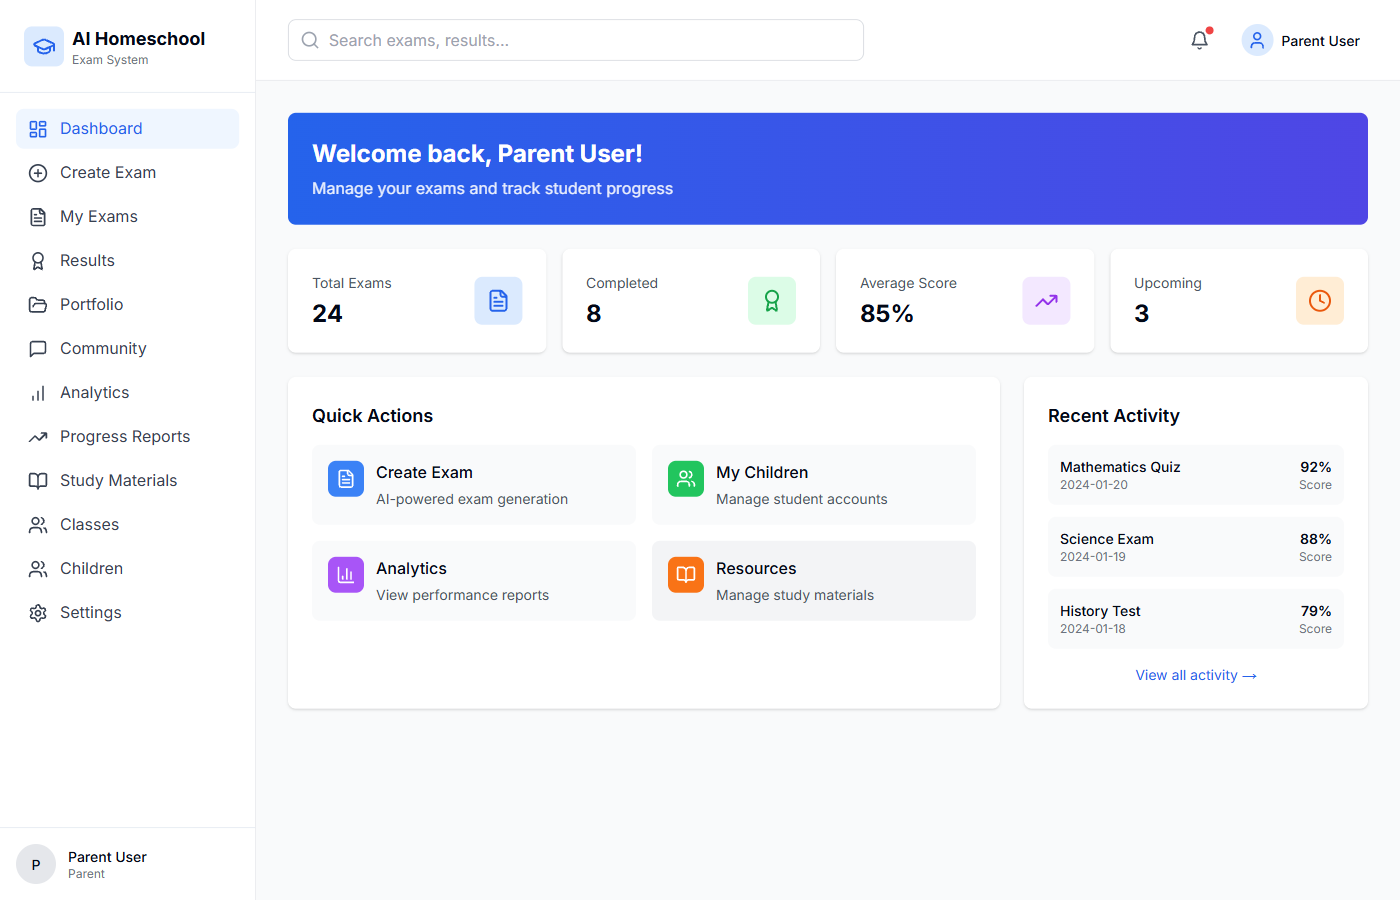 AI Homeschool
Exam System
Dashboard
Create Exam
My Exams
Results
Portfolio
Community
Analytics
Progress Reports
Study Materials
Classes
Children
Settings
P
Parent User
Parent
Search exams, results...
Parent User
Welcome back, Parent User!
Manage your exams and track student progress
Total Exams
24
Completed
8
Average Score
85%
Upcoming
3
Quick Actions
Create Exam
AI-powered exam generation
My Children
Manage student accounts
Analytics
View performance reports
Resources
Manage study materials
Recent Activity
Mathematics Quiz 92%
2024-01-20 Score
Science Exam 88%
2024-01-19 Score
History Test 79%
2024-01-18 Score
View all activity →